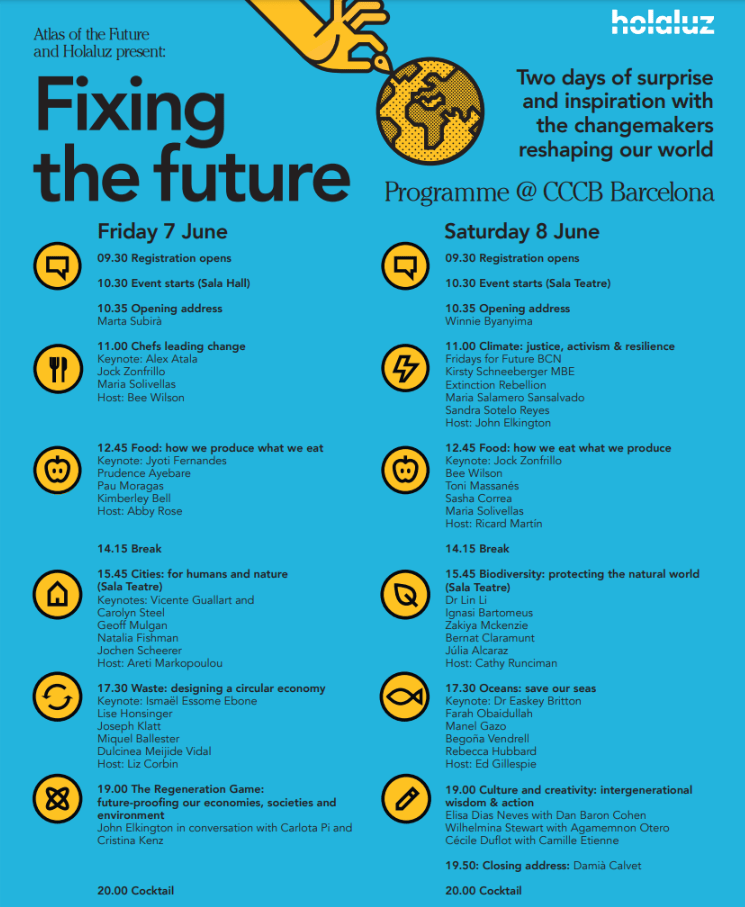 Atlas of the Future
and Holaluz present:
holaluz
Fixing
the future
Two days of surprise
and inspiration with
the changemakers
reshaping our world
Programme @ CCCB Barcelona
Friday 7 June
09.30 Registration opens
10.30 Event starts (Sala Hall)
10.35 Opening address
Marta Subirà
11.00 Chefs leading change
Keynote: Alex Atala
Jock Zonfrillo
Maria Solivellas
Host: Bee Wilson
12.45 Food: how we produce what we eat
Keynote: Jyoti Fernandes
Prudence Ayebare
Pau Moragas
Kimberley Bell
Host: Abby Rose
14.15 Break
15.45 Cities: for humans and nature
(Sala Teatre)
Keynotes: Vicente Guallart and
Carolyn Steel
Geoff Mulgan
Natalia Fishman
Jochen Scheerer
Host: Areti Markopoulou
17.30 Waste: designing a circular economy
Keynote: Ismaël Essome Ebone
Lise Honsinger
Joseph Klatt
Miquel Ballester
Dulcinea Meijide Vidal
Host: Liz Corbin
19.00 The Regeneration Game:
future-proofing our economies, societies and
environment
John Elkington in conversation with Carlota Pi and
Cristina Kenz
20.00 Cocktail
Saturday 8 June
09.30 Registration opens
10.30 Event starts (Sala Teatre)
10.35 Opening address
Winnie Byanyima
11.00 Climate: justice, activism & resilience
Fridays for Future BCN
Kirsty Schneeberger MBE
Extinction Rebellion
Maria Salamero Sansalvado
Sandra Sotelo Reyes
Host: John Elkington
12.45 Food: how we eat what we produce
Keynote: Jock Zonfrillo
Bee Wilson
Toni Massanés
Sasha Correa
Maria Solivellas
Host: Ricard Martín
14.15 Break
15.45 Biodiversity: protecting the natural world
(Sala Teatre)
Dr Lin Li
Ignasi Bartomeus
Zakiya Mckenzie
Bernat Claramunt
Júlia Alcaraz
Host: Cathy Runciman
17.30 Oceans: save our seas
Keynote: Dr Easkey Britton
Farah Obaidullah
Manel Gazo
Begoña Vendrell
Rebecca Hubbard
Host: Ed Gillespie
19.00 Culture and creativity: intergenerational
wisdom & action
Elisa Dias Neves with Dan Baron Cohen
Wilhelmina Stewart with Agamemnon Otero
Cécile Duflot with Camille Etienne
19.50: Closing address: Damià Calvet
20.00 Cocktail